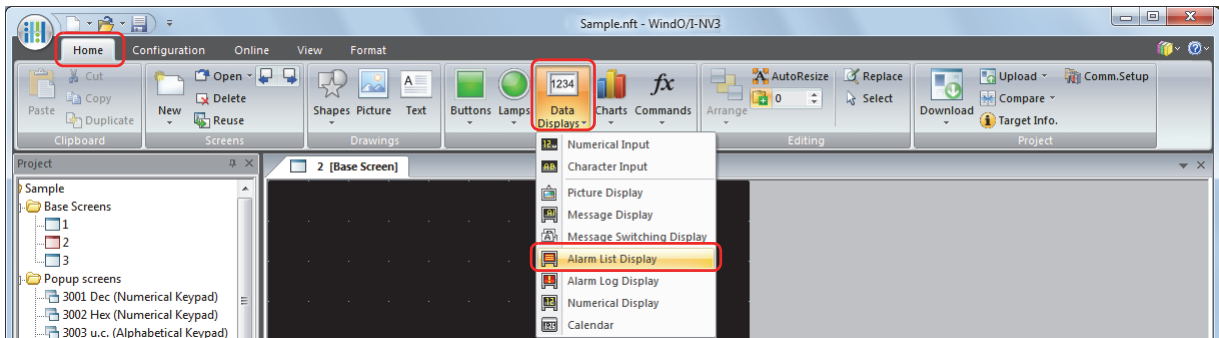 Sample.nft - WindO/I-NV3
Home Configuration Online View Format
Cut
Copy
Duplicate
Paste
Clipboard
New
Open
Delete
Reuse
Screens
Shapes Picture Text
Drawings
Buttons Lamps
1234
Data
Displays
Charts
fx
Commands
Arrange
AutoResize
0
Replace
Select
Editing
Download
Upload
Compare
Target Info.
Comm.Setup
Project
Numerical Input
Character Input
Picture Display
Message Display
Message Switching Display
Alarm List Display
Alarm Log Display
Numerical Display
Calendar
Project
Sample
Base Screens
1
2
3
Popup screens
3001 Dec (Numerical Keypad)
3002 Hex (Numerical Keypad)
3003 u.c. (Alphabetical Keypad)
2 [Base Screen]